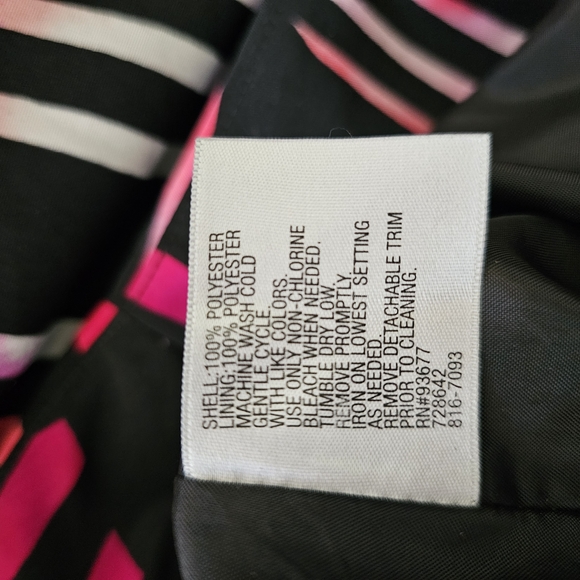 SHELL:100% POLYESTER
LINING:100% POLYESTER
MACHINE WASH COLD
GENTLE CYCLE
WITH LIKE COLORS.
USE ONLY NON-CHLORINE
BLEACH WHEN NEEDED.
TUMBLE DRY LOW.
REMOVE PROMPTLY.
IRON ON LOWEST SETTING
AS NEEDED.
REMOVE DETACHABLE TRIM
PRIOR TO CLEANING.
RN#93677
728642
816-7093